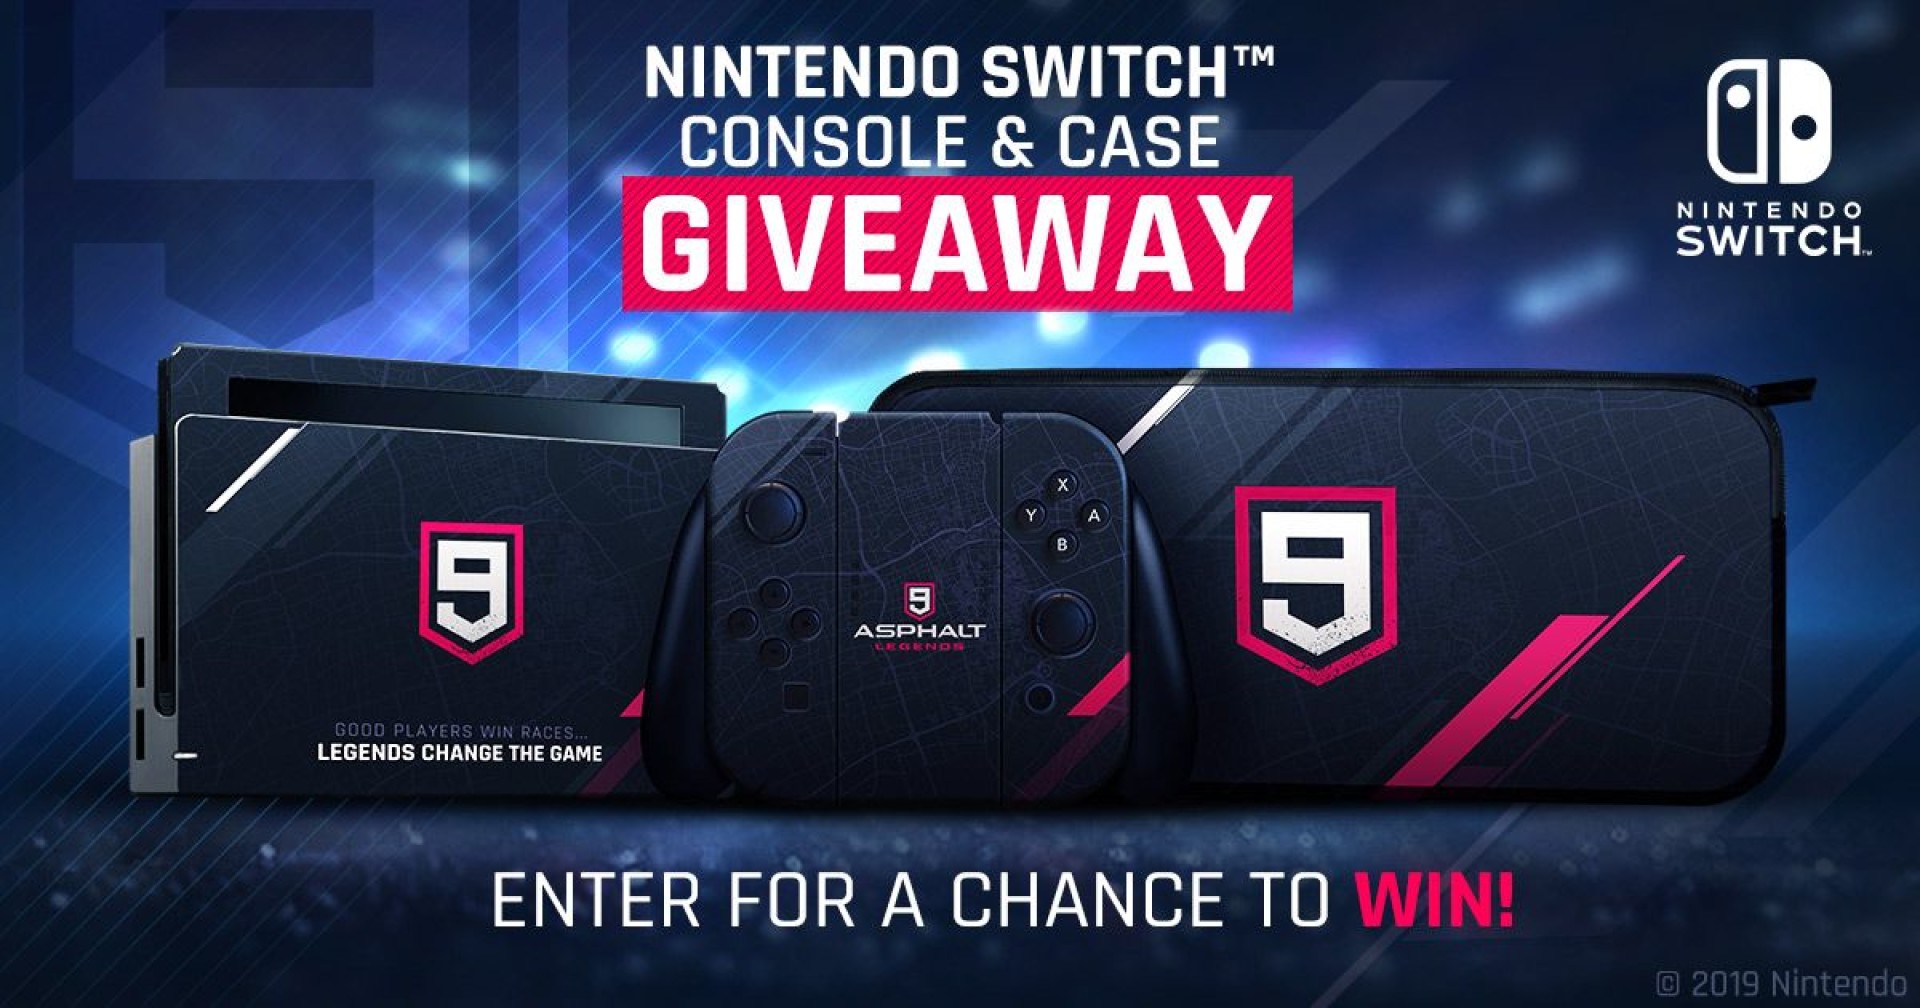 NINTENDO SWITCH™
CONSOLE & CASE
GIVEAWAY
NINTENDO
SWITCH™
9
GOOD PLAYERS WIN RACES...
LEGENDS CHANGE THE GAME
X
Y A
B
9
ASPHALT
LEGENDS
9
ENTER FOR A CHANCE TO WIN!
© 2019 Nintendo